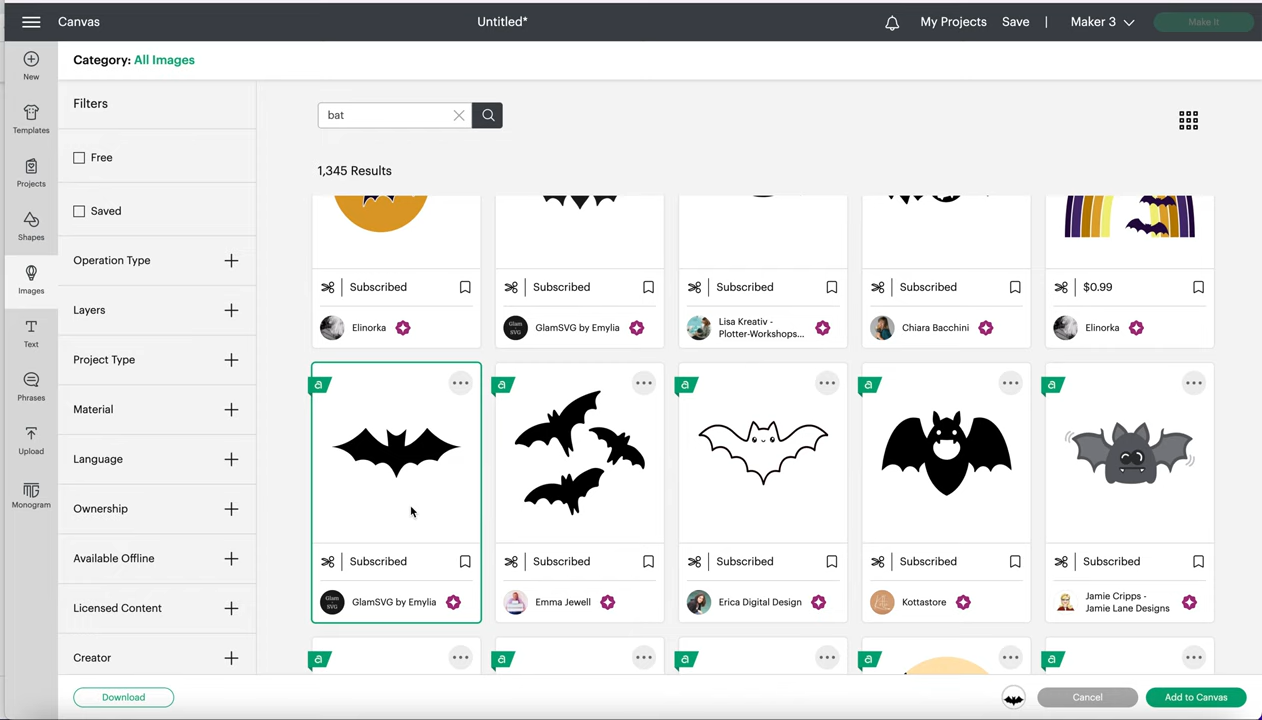 Canvas
Untitled*
My Projects
Save
|
Maker 3
Make It
New
Templates
Projects
Shapes
Images
Text
Phrases
Upload
Monogram
Category: All Images
Filters
Free
Saved
Operation Type
Layers
Project Type
Material
Language
Ownership
Available Offline
Licensed Content
Creator
bat
1,345 Results
Subscribed
Subscribed
Subscribed
Subscribed
$0.99
Elinorka
Glam
SVG
GlamSVG by Emylia
Lisa Kreativ -
Plotter-Workshops...
Chiara Bacchini
Elinorka
a
a
a
a
a
Subscribed
Subscribed
Subscribed
Subscribed
Subscribed
Glam
SVG
GlamSVG by Emylia
Emma Jewell
Erica Digital Design
Kottastore
Jamie Cripps -
Jamie Lane Designs
a
a
a
a
a
Download
Cancel
Add to Canvas